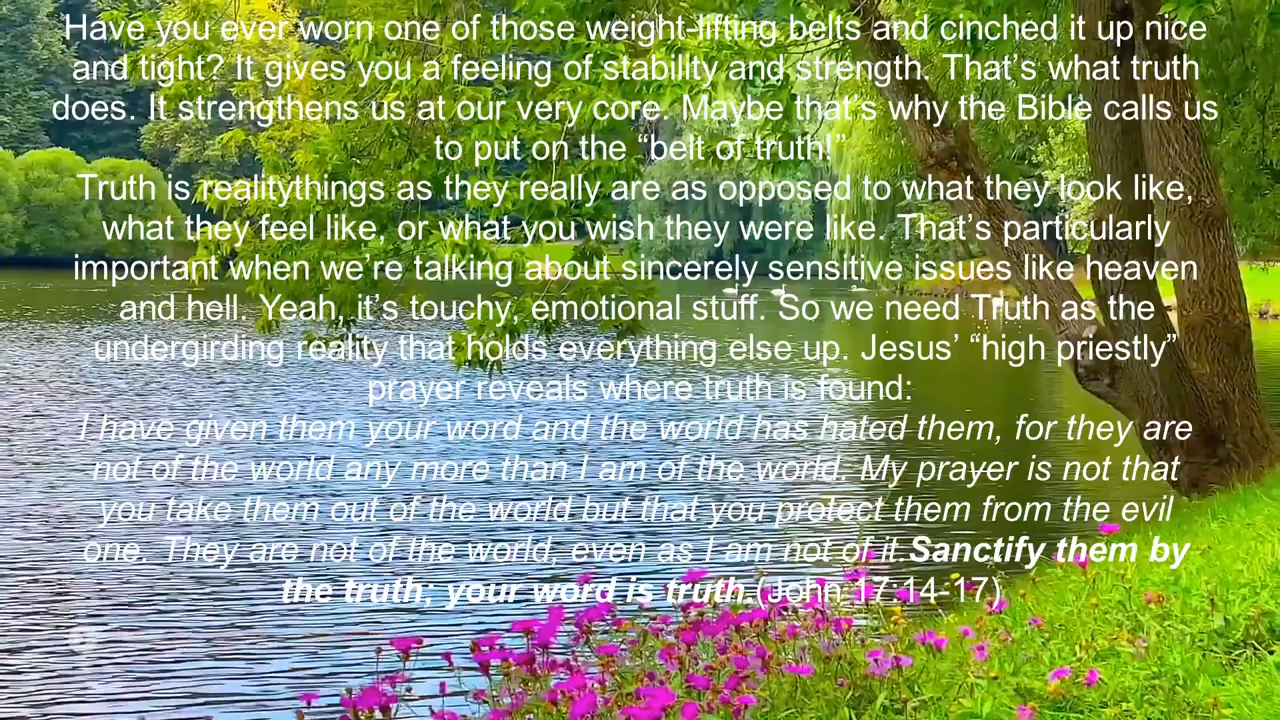 Have you ever worn one of those weight-lifting belts and cinched it up nice
and tight? It gives you a feeling of stability and strength. That’s what truth
does. It strengthens us at our very core. Maybe that’s why the Bible calls us
to put on the “belt of truth!”
Truth is realitythings as they really are as opposed to what they look like,
what they feel like, or what you wish they were like. That’s particularly
important when we’re talking about sincerely sensitive issues like heaven
and hell. Yeah, it’s touchy, emotional stuff. So we need Truth as the
undergirding reality that holds everything else up. Jesus’ “high priestly”
prayer reveals where truth is found:
I have given them your word and the world has hated them, for they are
not of the world any more than I am of the world. My prayer is not that
you take them out of the world but that you protect them from the evil
one. They are not of the world, even as I am not of it.Sanctify them by
the truth; your word is truth.(John 17:14-17)